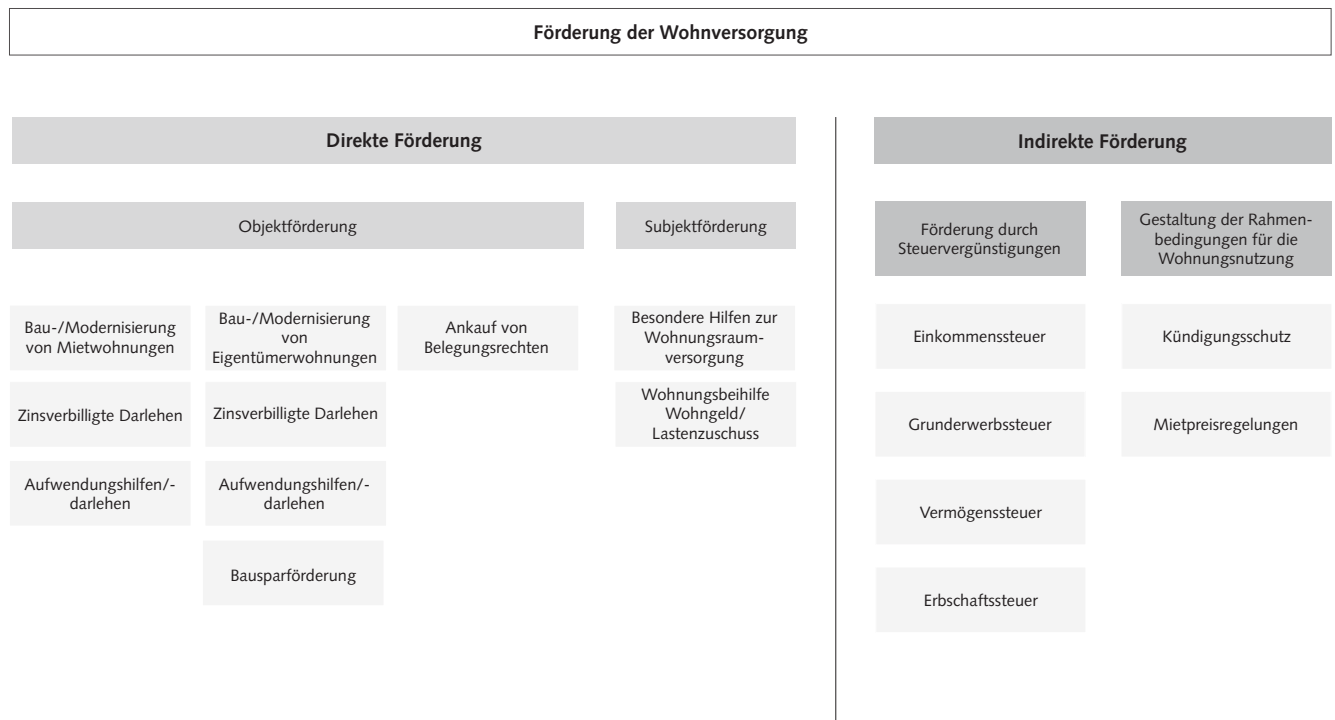 Förderung der Wohnversorgung
Direkte Förderung
Objektförderung
Bau-/Modernisierung
von Mietwohnungen
Zinsverbilligte Darlehen
Aufwendungshilfen/-
darlehen
Bau-/Modernisierung
von
Eigentümerwohnungen
Zinsverbilligte Darlehen
Aufwendungshilfen/-
darlehen
Bausparförderung
Ankauf von
Belegungsrechten
Subjektförderung
Besondere Hilfen zur
Wohnungsraum-
versorgung
Wohnungsbeihilfe
Wohngeld/
Lastenzuschuss
Indirekte Förderung
Förderung durch
Steuervergünstigungen
Einkommenssteuer
Grunderwerbssteuer
Vermögenssteuer
Erbschaftssteuer
Gestaltung der Rahmen-
bedingungen für die
Wohnungsnutzung
Kündigungsschutz
Mietpreisregelungen